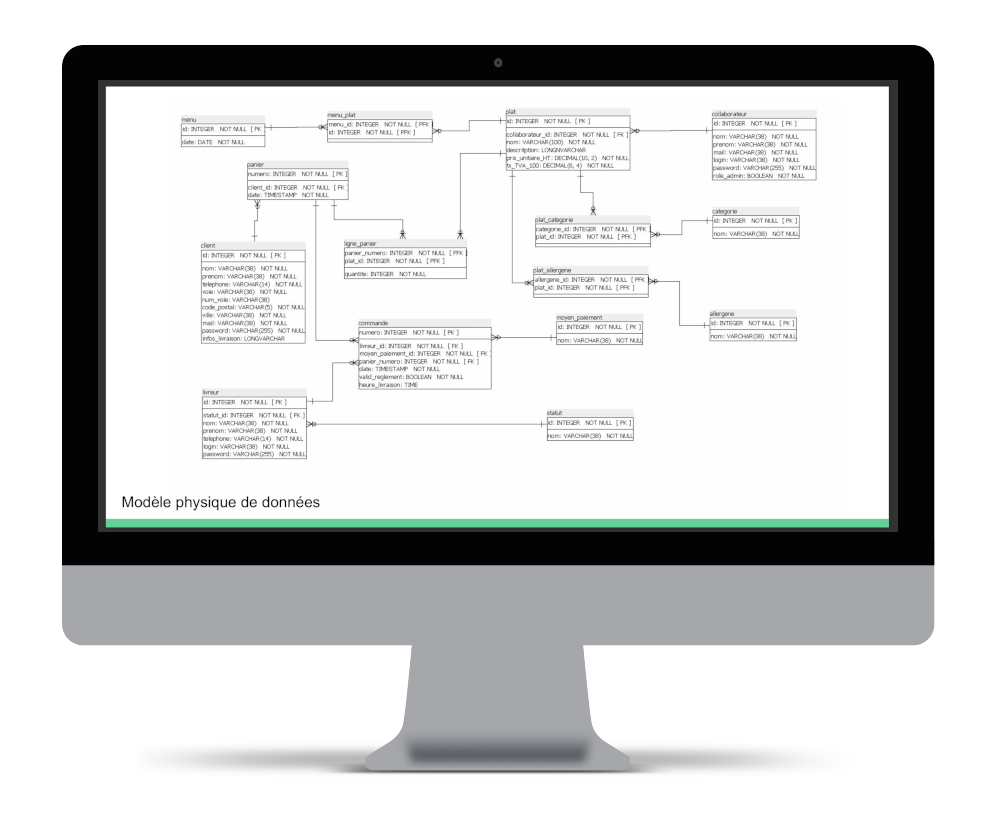 menu
id: INTEGER NOT NULL [ PK
date: DATE NOT NULL
menu_plat
menu_id: INTEGER NOT NULL [ PFK ]
id: INTEGER NOT NULL [ PFK ]
plat
id: INTEGER NOT NULL [ PK ]
collaborateur_id: INTEGER NOT NULL [ FK ]
nom: VARCHAR(100) NOT NULL
description: LONGNVARCHAR
prix_unitaire_HT: DECIMAL(10, 2) NOT NULL
tx_TVA_100: DECIMAL(6, 4) NOT NULL
collaborateur
id: INTEGER NOT NULL [ PK ]
nom: VARCHAR(38) NOT NULL
prenom: VARCHAR(38) NOT NULL
mail: VARCHAR(38) NOT NULL
login: VARCHAR(38) NOT NULL
password: VARCHAR(255) NOT NULL
role_admin: BOOLEAN NOT NULL
panier
numero: INTEGER NOT NULL [ PK ]
client_id: INTEGER NOT NULL [ FK ]
date: TIMESTAMP NOT NULL
client
id: INTEGER NOT NULL [ PK ]
nom: VARCHAR(38) NOT NULL
prenom: VARCHAR(38) NOT NULL
telephone: VARCHAR(14) NOT NULL
voie: VARCHAR(38) NOT NULL
num_voie: VARCHAR(38)
code_postal: VARCHAR(5) NOT NULL
ville: VARCHAR(38) NOT NULL
mail: VARCHAR(38) NOT NULL
password: VARCHAR(255) NOT NULL
infos_livraison: LONGVARCHAR
ligne_panier
panier_numero: INTEGER NOT NULL [ PFK ]
plat_id: INTEGER NOT NULL [ PFK ]
quantite: INTEGER NOT NULL
plat_categorie
categorie_id: INTEGER NOT NULL [ PFK ]
plat_id: INTEGER NOT NULL [ PFK ]
categorie
id: INTEGER NOT NULL [ PK ]
nom: VARCHAR(38) NOT NULL
plat_allergene
allergene_id: INTEGER NOT NULL [ PFK ]
plat_id: INTEGER NOT NULL [ PFK ]
allergene
id: INTEGER NOT NULL [ PK ]
nom: VARCHAR(38) NOT NULL
commande
numero: INTEGER NOT NULL [ PK ]
livreur_id: INTEGER NOT NULL [ FK ]
moyen_paiement_id: INTEGER NOT NULL [ FK ]
panier_numero: INTEGER NOT NULL [ FK ]
date: TIMESTAMP NOT NULL
valid_reglement: BOOLEAN NOT NULL
heure_livraison: TIME
moyen_paiement
id: INTEGER NOT NULL [ PK ]
nom: VARCHAR(38) NOT NULL
livreur
id: INTEGER NOT NULL [ PK ]
statut_id: INTEGER NOT NULL [ FK ]
nom: VARCHAR(38) NOT NULL
prenom: VARCHAR(38) NOT NULL
telephone: VARCHAR(14) NOT NULL
login: VARCHAR(38) NOT NULL
password: VARCHAR(255) NOT NULL
statut
id: INTEGER NOT NULL [ PK ]
nom: VARCHAR(38) NOT NULL
Modèle physique de données